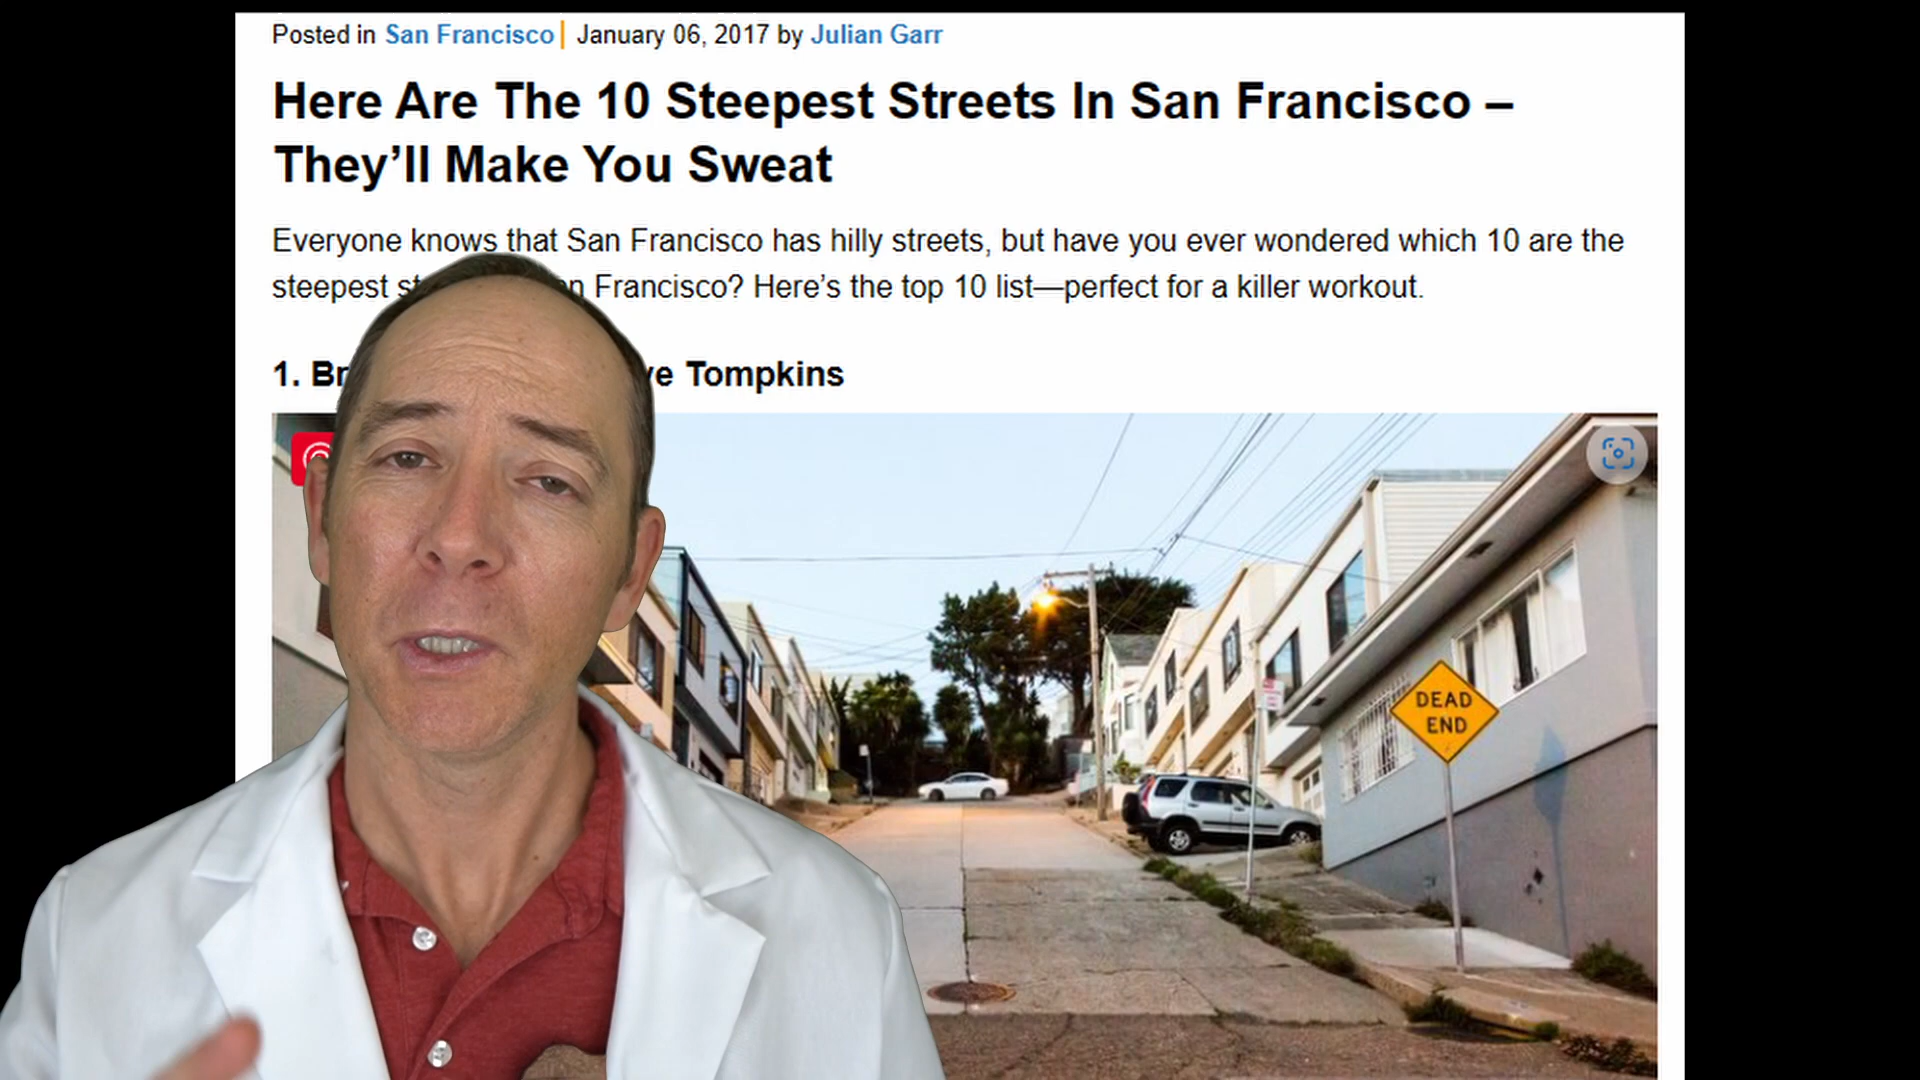 Posted in San Francisco | January 06, 2017 by Julian Garr
Here Are The 10 Steepest Streets In San Francisco –
They’ll Make You Sweat
Everyone knows that San Francisco has hilly streets, but have you ever wondered which 10 are the
steepest Francisco? Here’s the top 10 list—perfect for a killer workout.
1. Tompkins
DEAD
END